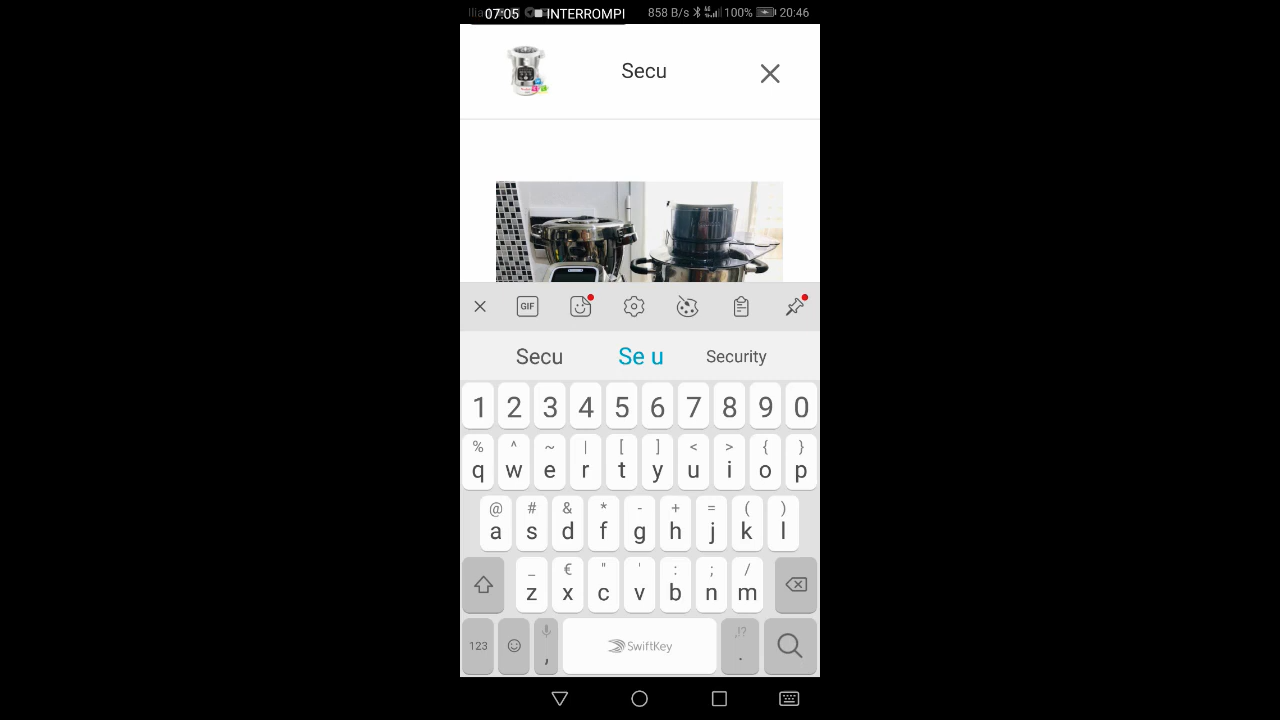 07:05 INTERROMPI 858 B/s 100% 20:46
Secu
GIF
Secu Se u Security
1 2 3 4 5 6 7 8 9 0
% ^ ~ | [ ] < > { }
q w e r t y u i o p
@ # & * - + = ( )
a s d f g h j k l
_ € " ' : ; /
z x c v b n m
,!?
123 , SwiftKey .